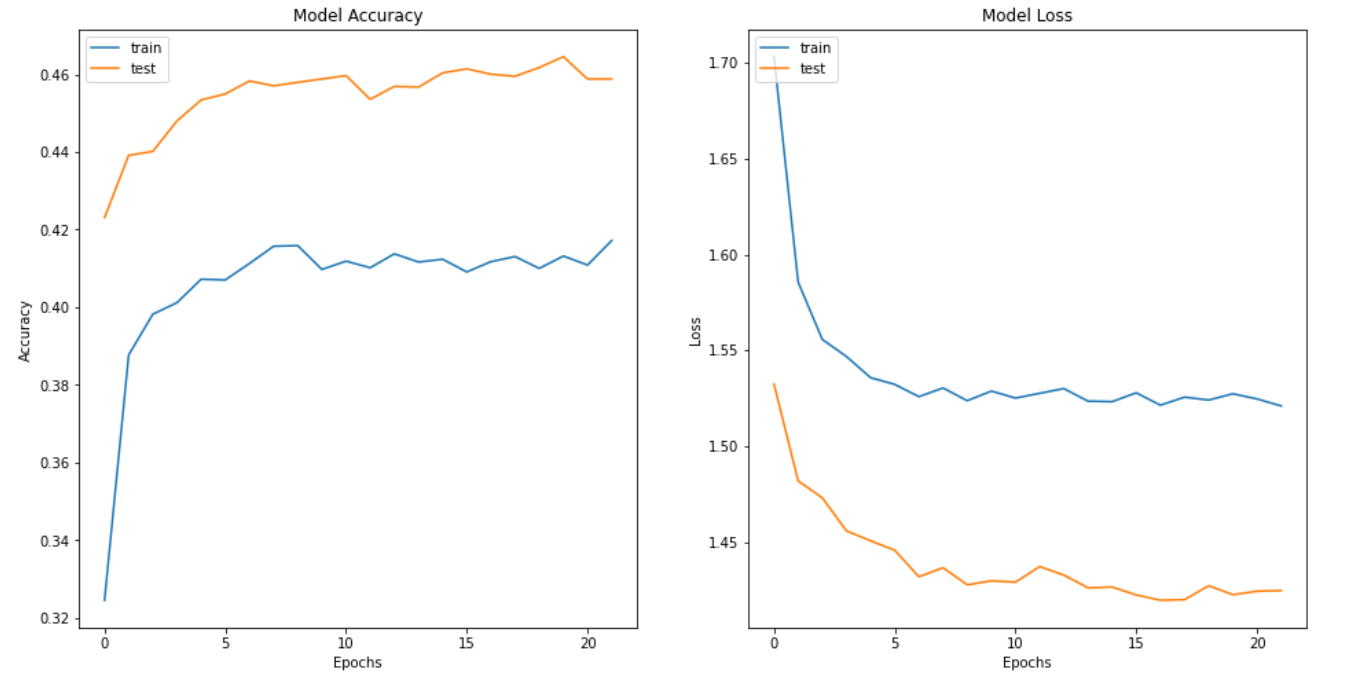 Model Accuracy
train
test
0.46
0.44
0.42
0.40
0.38
0.36
0.34
0.32
Accuracy
0 5 10 15 20
Epochs
Model Loss
train
test
1.70
1.65
1.60
1.55
1.50
1.45
Loss
0 5 10 15 20
Epochs